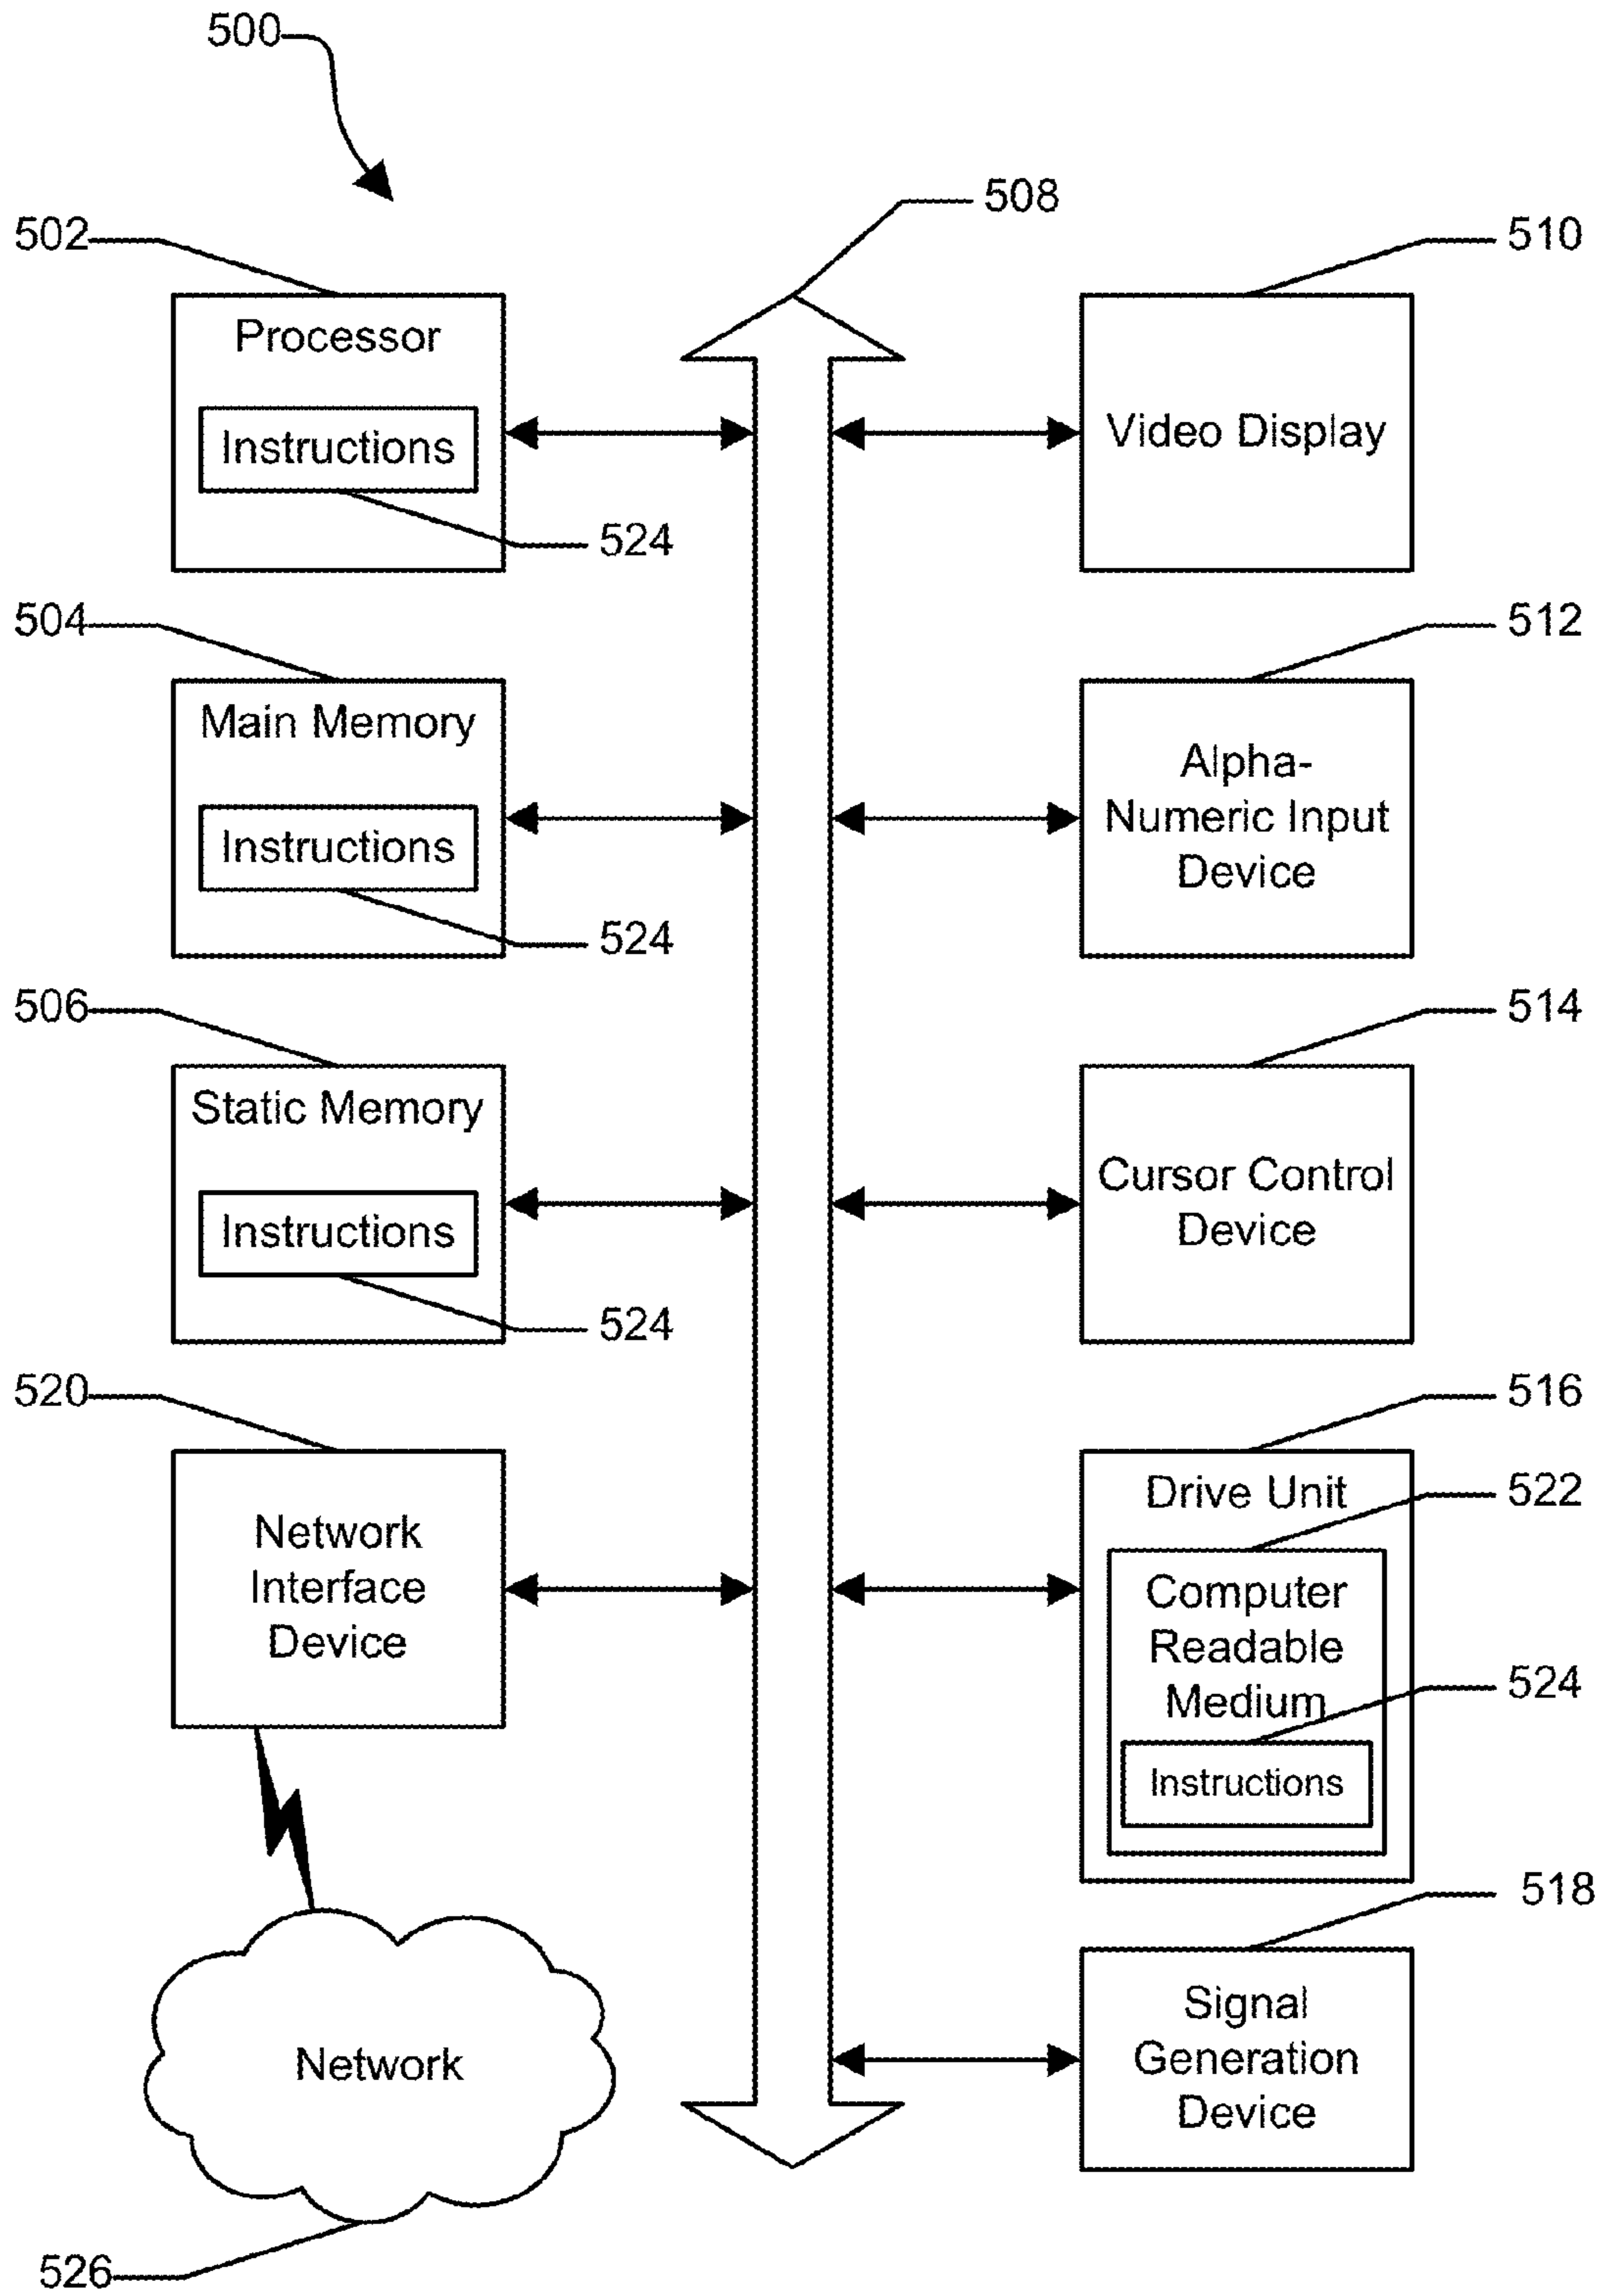 500
508
502
510
Processor
Instructions
524
Video Display
504
512
Main Memory
Instructions
524
Alpha-
Numeric Input
Device
506
514
Static Memory
Instructions
524
Cursor Control
Device
520
516
Network
Interface
Device
Drive Unit
522
Computer
Readable
Medium
524
Instructions
518
Signal
Generation
Device
Network
526